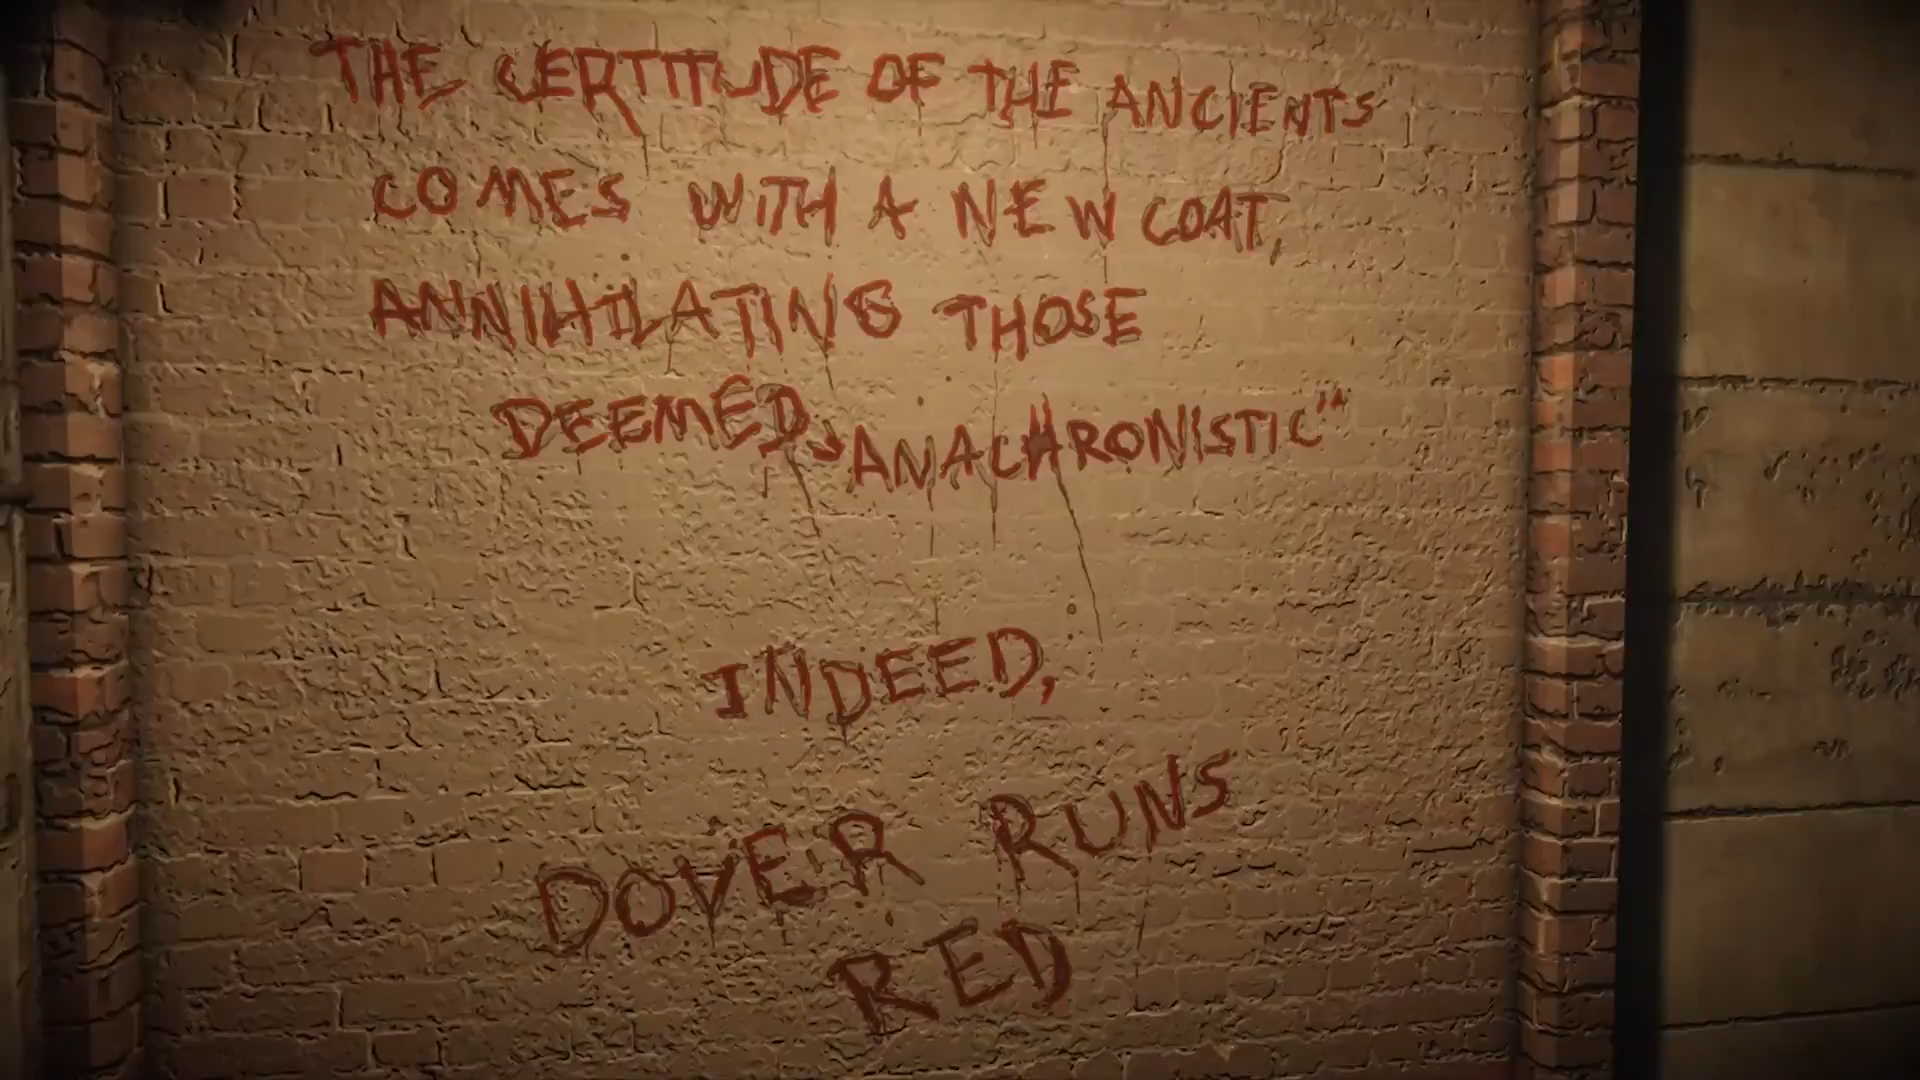 THE CERTITUDE OF THE ANCIENTS
COMES WITH A NEW COAT,
ANNIHILATING THOSE
DEEMED "ANACHRONISTIC"
INDEED,
DOVER RUNS
RED